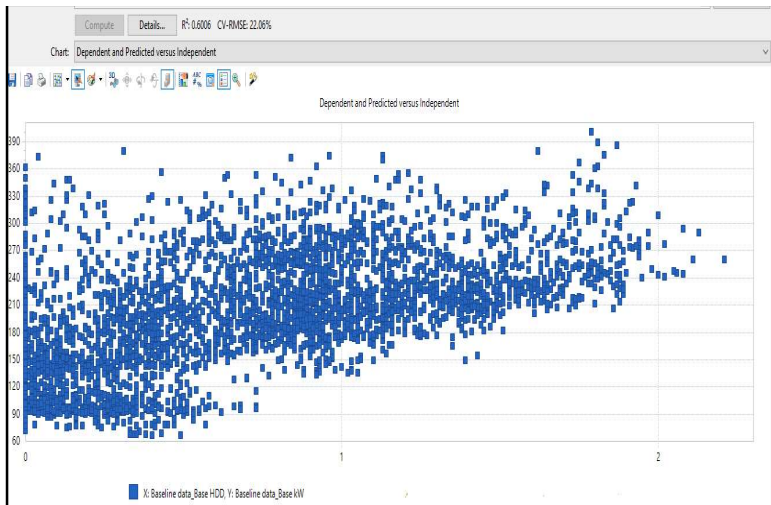 Compute Details... R²: 0.6006 CV-RMSE: 22.06%
Chart: Dependent and Predicted versus Independent
3D ABC
Dependent and Predicted versus Independent
390
360
330
300
270
240
210
180
150
120
90
60
0 1 2
X: Baseline data_Base HDD, Y: Baseline data_Base kW